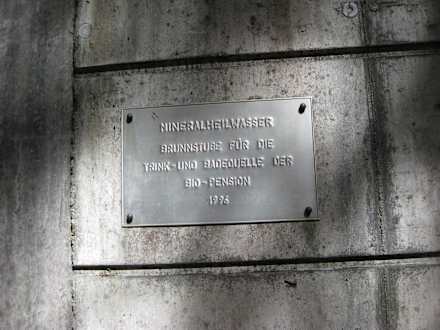 MINERALHEILWASSER
BRUNNSTUBE FÜR DIE
TRINK-UND BADEQUELLE DER
BIO-PENSION
1996